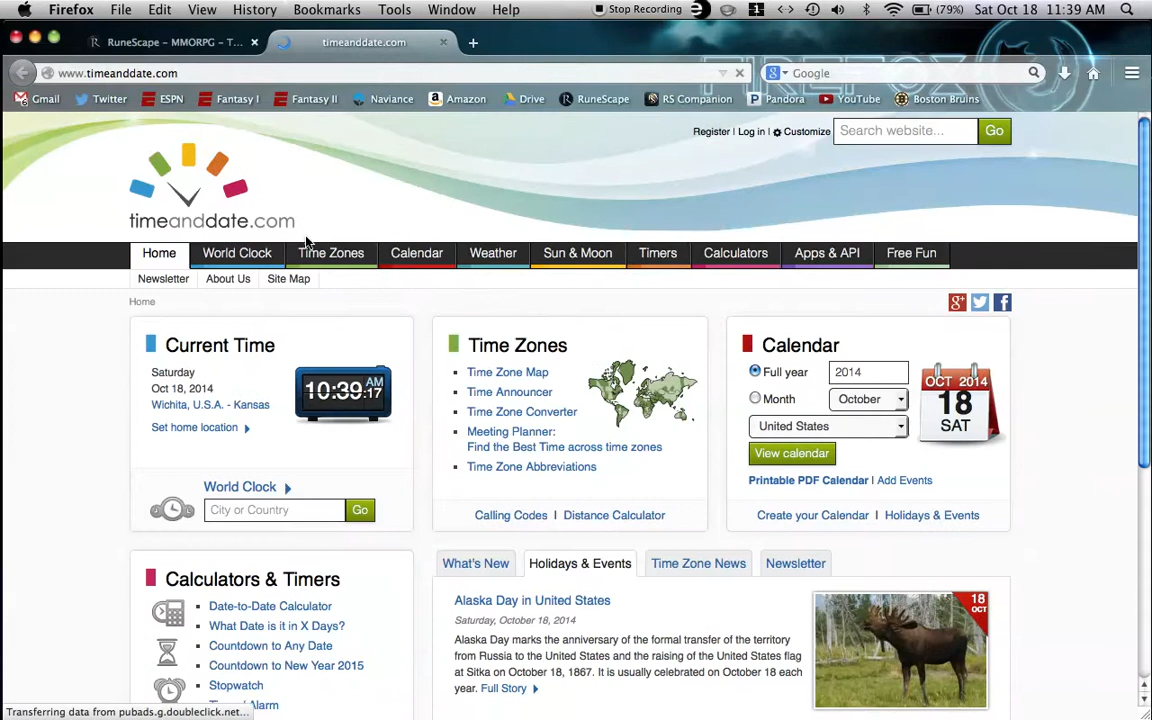 Firefox File Edit View History Bookmarks Tools Window Help Stop Recording 1 (79%) Sat Oct 18 11:39 AM
RuneScape – MMORPG – T... timeanddate.com
www.timeanddate.com Google
Gmail Twitter ESPN Fantasy I Fantasy II Naviance Amazon Drive RuneScape RS Companion Pandora YouTube Boston Bruins
Register | Log in | Customize Search website... Go
timeanddate.com
Home World Clock Time Zones Calendar Weather Sun & Moon Timers Calculators Apps & API Free Fun
Newsletter About Us Site Map
Home
Current Time
Saturday
Oct 18, 2014
Wichita, U.S.A. - Kansas
Set home location
10:39 AM 17
World Clock
City or Country Go
Time Zones
Time Zone Map
Time Announcer
Time Zone Converter
Meeting Planner:
Find the Best Time across time zones
Time Zone Abbreviations
Calling Codes | Distance Calculator
Calendar
Full year 2014
Month October
United States
View calendar
OCT 2014
18
SAT
Printable PDF Calendar | Add Events
Create your Calendar | Holidays & Events
Calculators & Timers
Date-to-Date Calculator
What Date is it in X Days?
Countdown to Any Date
Countdown to New Year 2015
Stopwatch
What's New Holidays & Events Time Zone News Newsletter
Alaska Day in United States
Saturday, October 18, 2014
Alaska Day marks the anniversary of the formal transfer of the territory
from Russia to the United States and the raising of the United States flag
at Sitka on October 18, 1867. It is usually celebrated on October 18 each
year. Full Story
18
OCT
Transferring data from pubads.g.doubleclick.net...